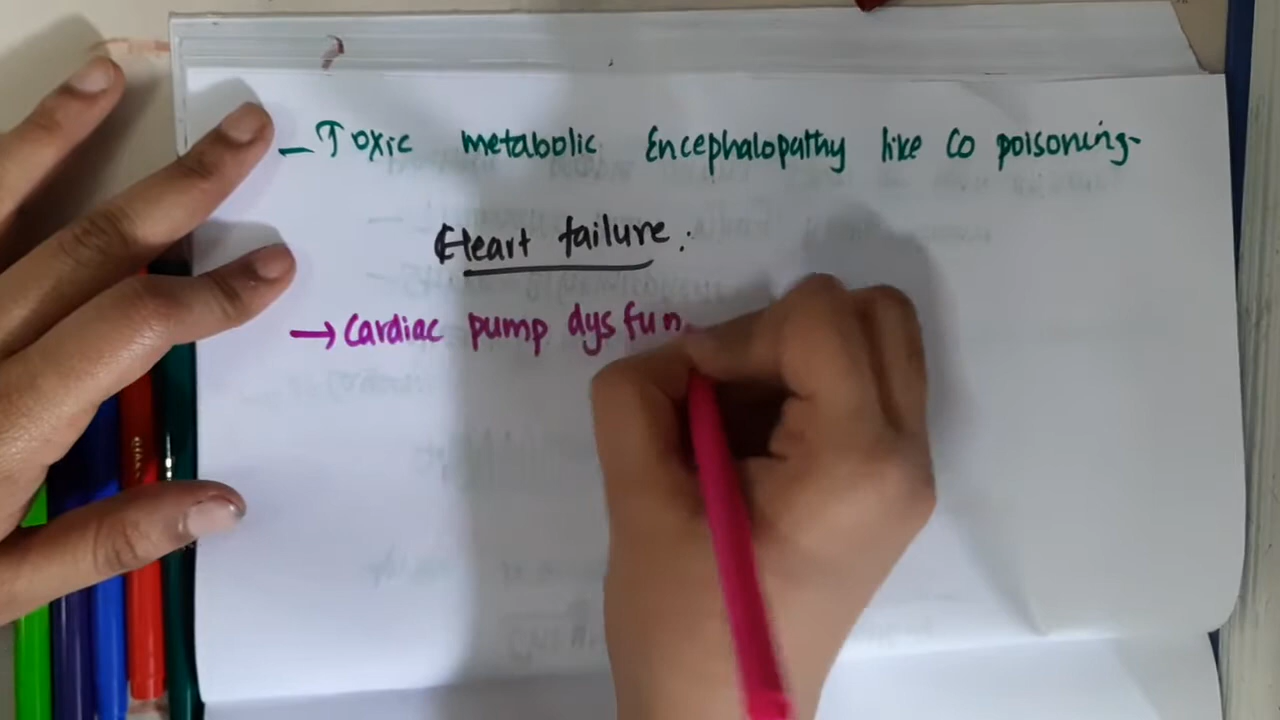 – Toxic metabolic Encephalopathy like CO poisoning-
Heart failure:
→ Cardiac pump dysfun